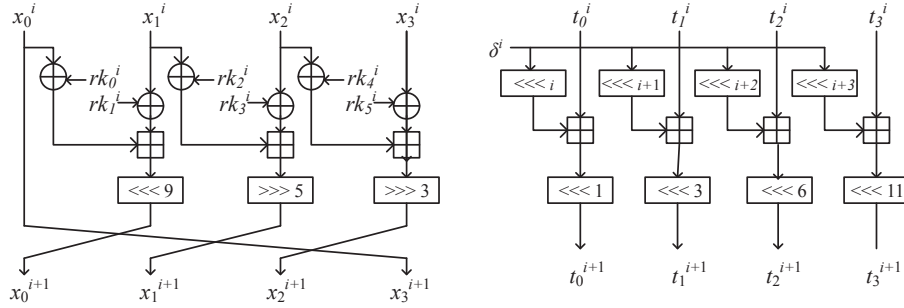 x₀ⁱ x₁ⁱ x₂ⁱ x₃ⁱ t₀ⁱ t₁ⁱ t₂ⁱ t₃ⁱ
δⁱ
rk₀ⁱ rk₂ⁱ rk₄ⁱ <<< i <<< i+1 <<< i+2 <<< i+3
rk₁ⁱ rk₃ⁱ rk₅ⁱ
<<< 9 >>> 5 >>> 3 <<< 1 <<< 3 <<< 6 <<< 11
x₀ⁱ⁺¹ x₁ⁱ⁺¹ x₂ⁱ⁺¹ x₃ⁱ⁺¹ t₀ⁱ⁺¹ t₁ⁱ⁺¹ t₂ⁱ⁺¹ t₃ⁱ⁺¹